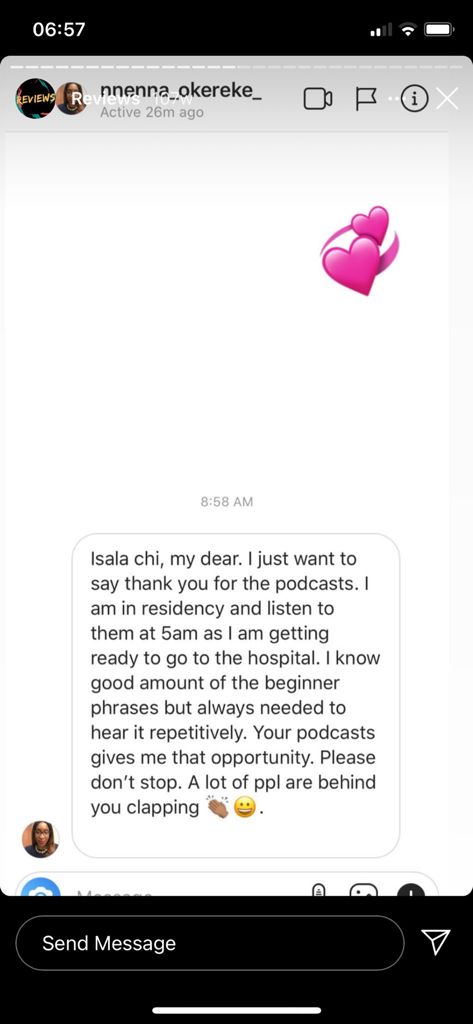 06:57
REVIEWS
Reviews 107w
nnenna_okereke_
Active 26m ago
8:58 AM
Isala chi, my dear. I just want to
say thank you for the podcasts. I
am in residency and listen to
them at 5am as I am getting
ready to go to the hospital. I know
good amount of the beginner
phrases but always needed to
hear it repetitively. Your podcasts
gives me that opportunity. Please
don't stop. A lot of ppl are behind
you clapping 👏🏽😀.
Message...
Send Message